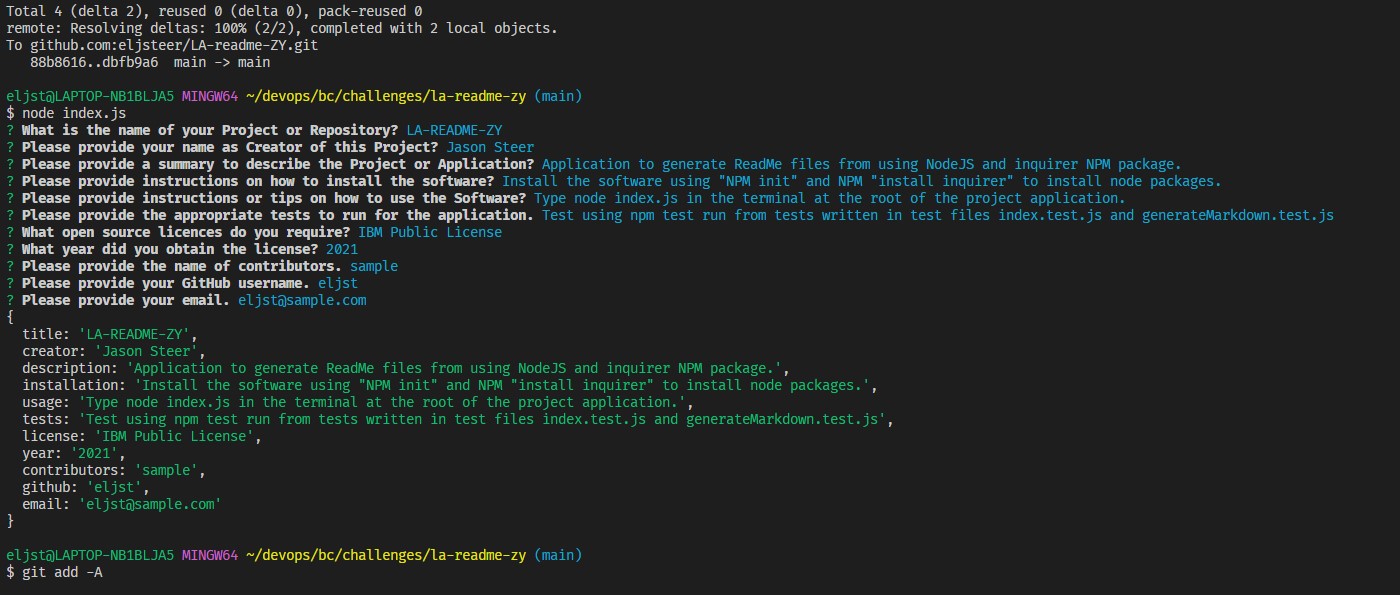 Total 4 (delta 2), reused 0 (delta 0), pack-reused 0
remote: Resolving deltas: 100% (2/2), completed with 2 local objects.
To github.com:eljsteer/LA-readme-ZY.git
   88b8616..dbfb9a6  main -> main

eljst@LAPTOP-NB1BLJA5 MINGW64 ~/devops/bc/challenges/la-readme-zy (main)
$ node index.js
? What is the name of your Project or Repository? LA-README-ZY
? Please provide your name as Creator of this Project? Jason Steer
? Please provide a summary to describe the Project or Application? Application to generate ReadMe files from using NodeJS and inquirer NPM package.
? Please provide instructions on how to install the software? Install the software using "NPM init" and NPM "install inquirer" to install node packages.
? Please provide instructions or tips on how to use the Software? Type node index.js in the terminal at the root of the project application.
? Please provide the appropriate tests to run for the application. Test using npm test run from tests written in test files index.test.js and generateMarkdown.test.js
? What open source licences do you require? IBM Public License
? What year did you obtain the license? 2021
? Please provide the name of contributors. sample
? Please provide your GitHub username. eljst
? Please provide your email. eljst@sample.com
{
  title: 'LA-README-ZY',
  creator: 'Jason Steer',
  description: 'Application to generate ReadMe files from using NodeJS and inquirer NPM package.',
  installation: 'Install the software using "NPM init" and NPM "install inquirer" to install node packages.',
  usage: 'Type node index.js in the terminal at the root of the project application.',
  tests: 'Test using npm test run from tests written in test files index.test.js and generateMarkdown.test.js',
  license: 'IBM Public License',
  year: '2021',
  contributors: 'sample',
  github: 'eljst',
  email: 'eljst@sample.com'
}

eljst@LAPTOP-NB1BLJA5 MINGW64 ~/devops/bc/challenges/la-readme-zy (main)
$ git add -A